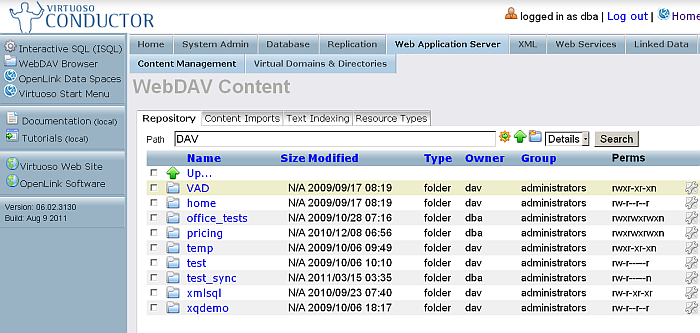 VIRTUOSO
CONDUCTOR
logged in as dba | Log out | Home
Interactive SQL (ISQL)
WebDAV Browser
OpenLink Data Spaces
Virtuoso Start Menu
Documentation (local)
Tutorials (local)
Virtuoso Web Site
OpenLink Software
Version: 06.02.3130
Build: Aug 9 2011
Home System Admin Database Replication Web Application Server XML Web Services Linked Data
Content Management Virtual Domains & Directories
WebDAV Content
Repository Content Imports Text Indexing Resource Types
Path DAV Details Search
Name Size Modified Type Owner Group Perms
Up...
VAD N/A 2009/09/17 08:19 folder dav administrators rwxr-xr-xn
home N/A 2009/09/17 08:19 folder dav administrators rw-r--r--r
office_tests N/A 2009/10/28 07:16 folder dba administrators rwxrwxrwxn
pricing N/A 2010/12/08 06:56 folder dba administrators rwxrwxrwxn
temp N/A 2009/10/06 09:49 folder dav administrators rwxr-xr-xn
test N/A 2009/10/06 10:10 folder dav administrators rw-r-----r
test_sync N/A 2011/03/15 03:35 folder dba administrators rw-r-----n
xmlsql N/A 2010/09/23 07:40 folder dav administrators rw-r-xr-xr
xqdemo N/A 2009/10/06 18:17 folder dav administrators rw-r--r--r